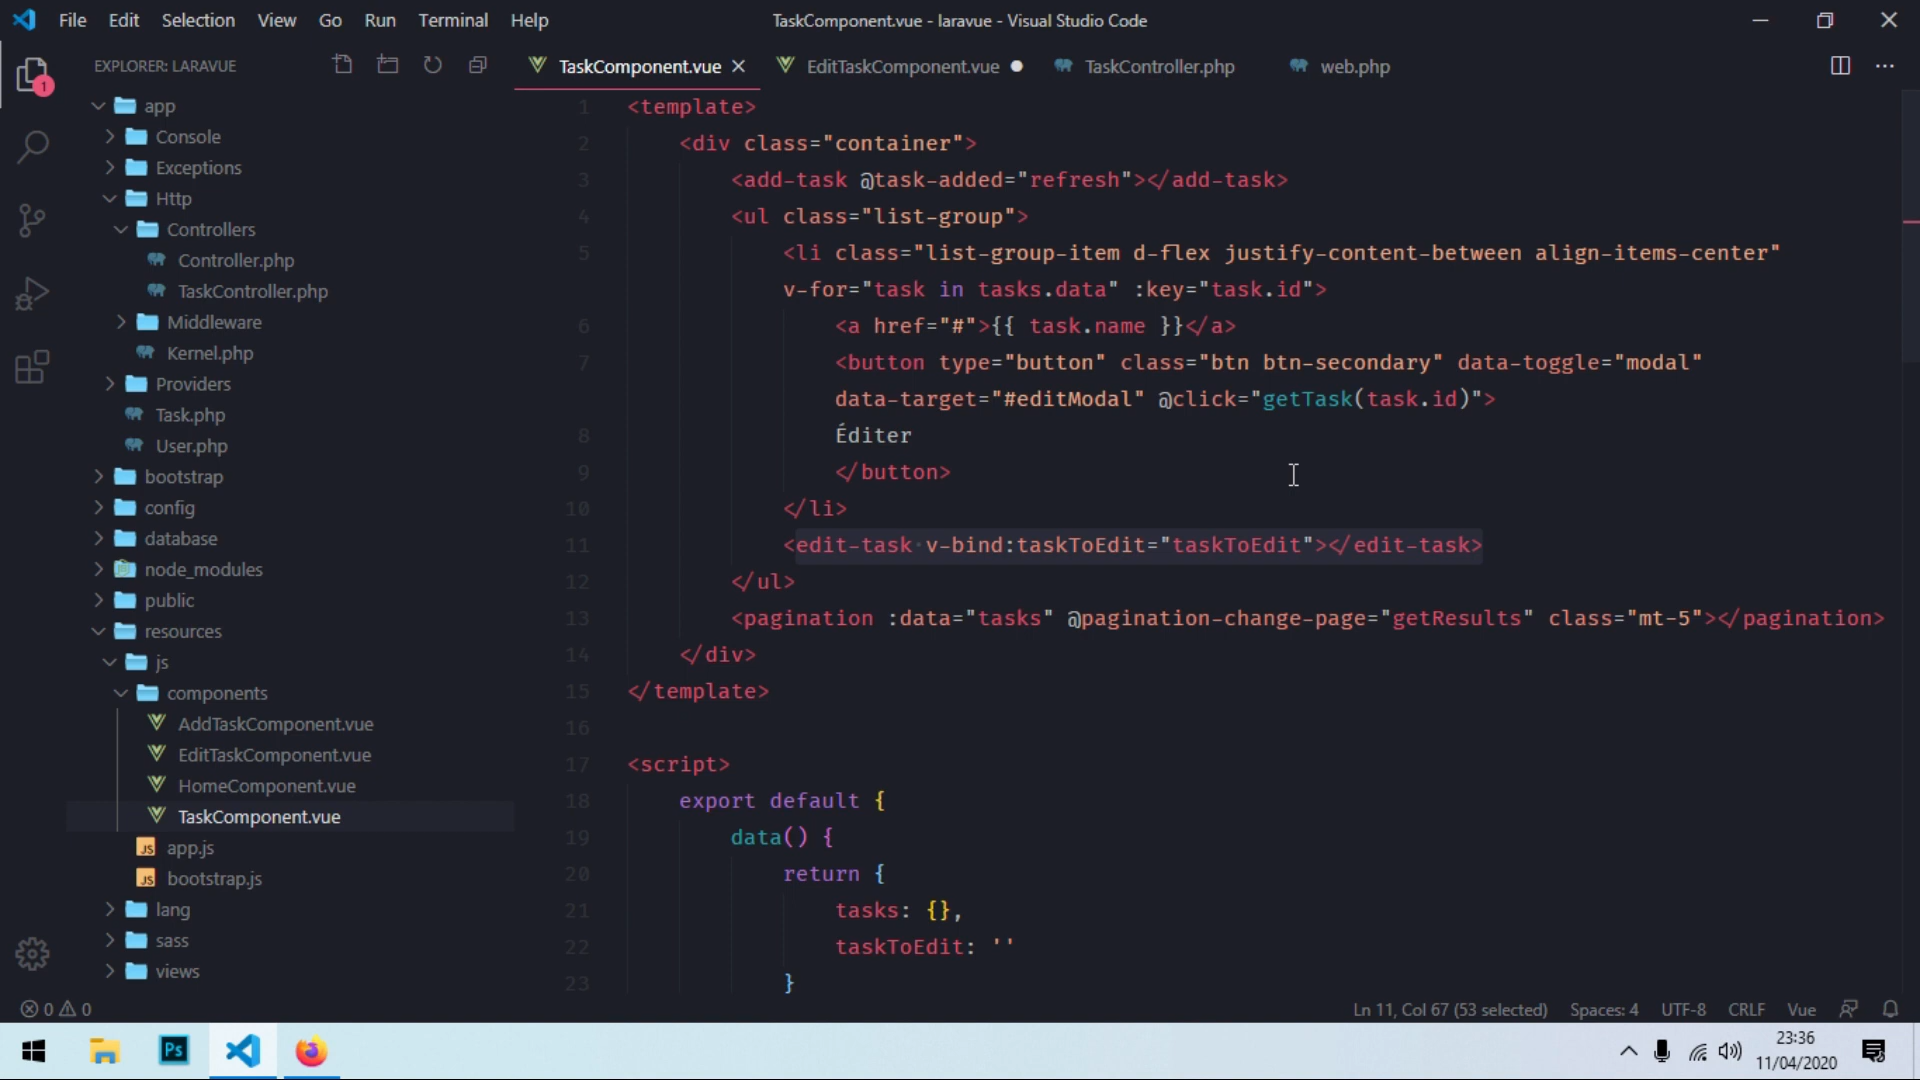 File Edit Selection View Go Run Terminal Help
TaskComponent.vue - laravue - Visual Studio Code
EXPLORER: LARAVUE
TaskComponent.vue
EditTaskComponent.vue
TaskController.php
web.php
1
app
Console
Exceptions
Http
Controllers
Controller.php
TaskController.php
Middleware
Kernel.php
Providers
Task.php
User.php
bootstrap
config
database
node_modules
public
resources
js
components
AddTaskComponent.vue
EditTaskComponent.vue
HomeComponent.vue
TaskComponent.vue
JS app.js
JS bootstrap.js
lang
sass
views
1 <template>
2 <div class="container">
3 <add-task @task-added="refresh"></add-task>
4 <ul class="list-group">
5 <li class="list-group-item d-flex justify-content-between align-items-center"
v-for="task in tasks.data" :key="task.id">
6 <a href="#">{{ task.name }}</a>
7 <button type="button" class="btn btn-secondary" data-toggle="modal"
data-target="#editModal" @click="getTask(task.id)">
8 Éditer
9 </button>
10 </li>
11 <edit-task v-bind:taskToEdit="taskToEdit"></edit-task>
12 </ul>
13 <pagination :data="tasks" @pagination-change-page="getResults" class="mt-5"></pagination>
14 </div>
15 </template>
16
17 <script>
18 export default {
19 data() {
20 return {
21 tasks: {},
22 taskToEdit: ''
23 }
0 0
Ln 11, Col 67 (53 selected) Spaces: 4 UTF-8 CRLF Vue
Ps
23:36
11/04/2020